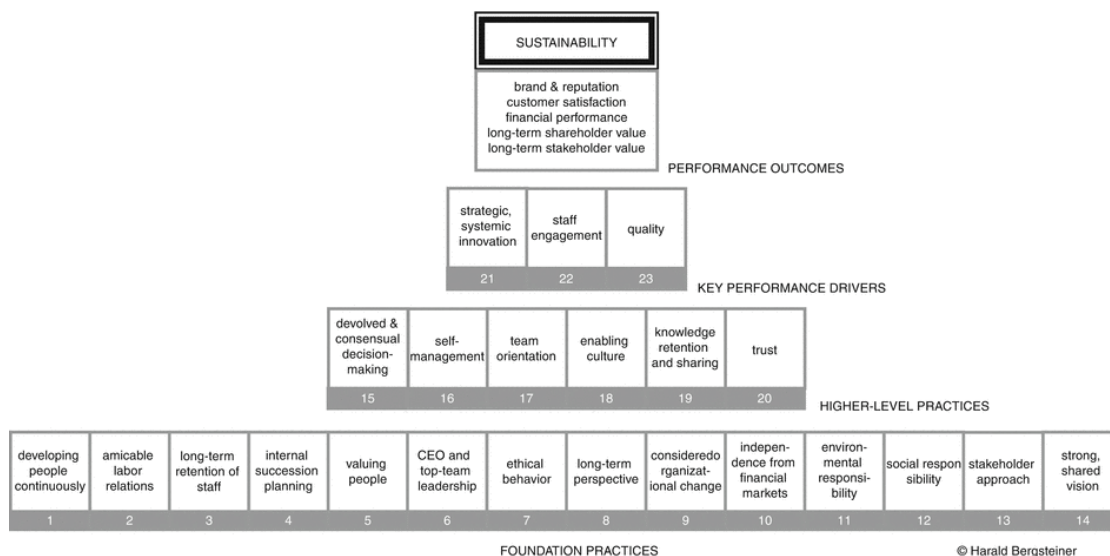 SUSTAINABILITY
brand & reputation
customer satisfaction
financial performance
long-term shareholder value
long-term stakeholder value
PERFORMANCE OUTCOMES
strategic,
systemic
innovation
21
staff
engagement
22
quality
23
KEY PERFORMANCE DRIVERS
devolved &
consensual
decision-
making
15
self-
management
16
team
orientation
17
enabling
culture
18
knowledge
retention
and sharing
19
trust
20
HIGHER-LEVEL PRACTICES
developing
people
continuously
1
amicable
labor
relations
2
long-term
retention of
staff
3
internal
succession
planning
4
valuing
people
5
CEO and
top-team
leadership
6
ethical
behavior
7
long-term
perspective
8
consideredo
rganizat-
ional change
9
indepen-
dence from
financial
markets
10
environ-
mental
responsi-
bility
11
social respon
sibility
12
stakeholder
approach
13
strong,
shared
vision
14
FOUNDATION PRACTICES
© Harald Bergsteiner